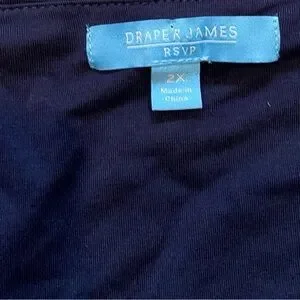 DRAPER JAMES
RSVP
2X
Made in
China